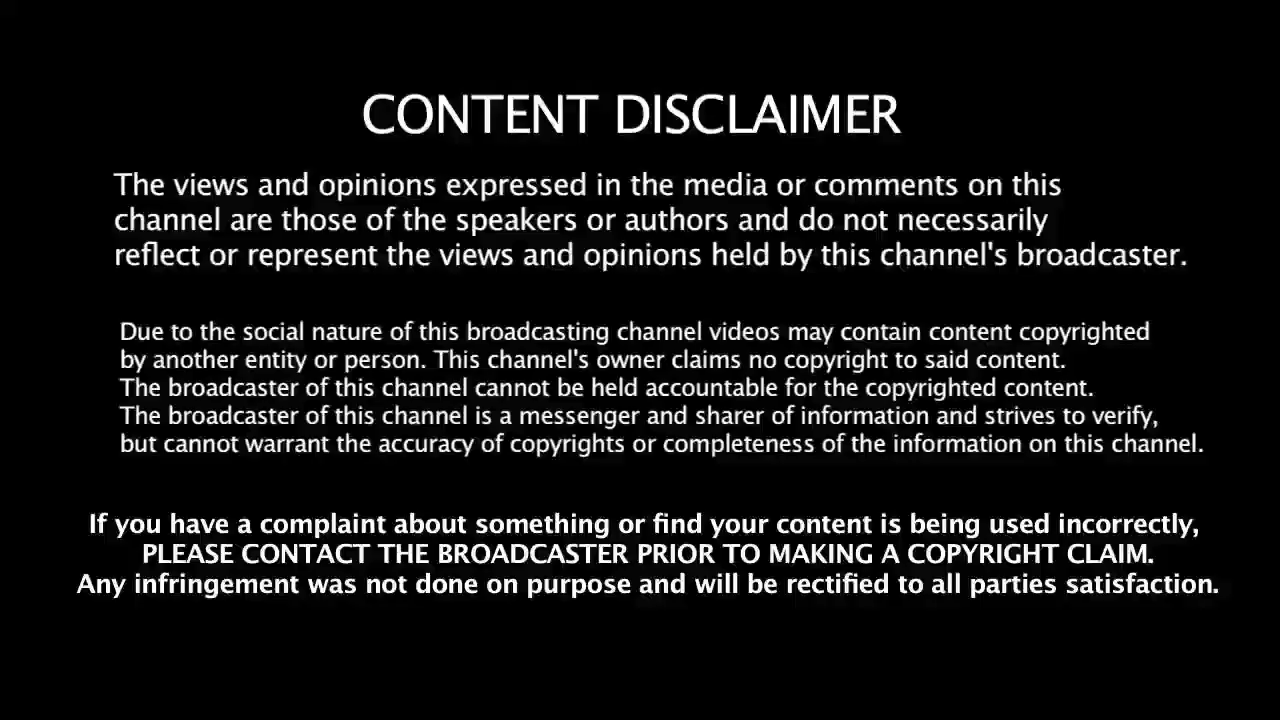 CONTENT DISCLAIMER
The views and opinions expressed in the media or comments on this
channel are those of the speakers or authors and do not necessarily
reflect or represent the views and opinions held by this channel's broadcaster.
Due to the social nature of this broadcasting channel videos may contain content copyrighted
by another entity or person. This channel's owner claims no copyright to said content.
The broadcaster of this channel cannot be held accountable for the copyrighted content.
The broadcaster of this channel is a messenger and sharer of information and strives to verify,
but cannot warrant the accuracy of copyrights or completeness of the information on this channel.
If you have a complaint about something or find your content is being used incorrectly,
PLEASE CONTACT THE BROADCASTER PRIOR TO MAKING A COPYRIGHT CLAIM.
Any infringement was not done on purpose and will be rectified to all parties satisfaction.